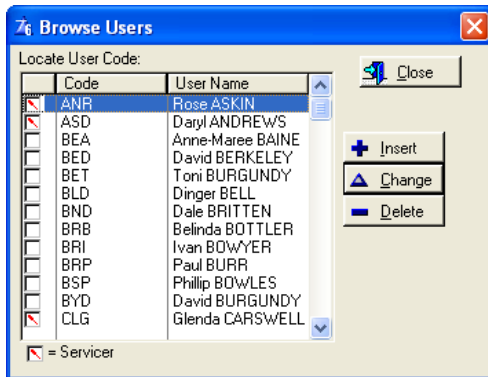 Browse Users
Locate User Code:
Close
Code User Name
ANR Rose ASKIN
ASD Daryl ANDREWS
BEA Anne-Maree BAINE
BED David BERKELEY
BET Toni BURGUNDY
BLD Dinger BELL
BND Dale BRITTEN
BRB Belinda BOTTLER
BRI Ivan BOWYER
BRP Paul BURR
BSP Phillip BOWLES
BYD David BURGUNDY
CLG Glenda CARSWELL
Insert
Change
Delete
= Servicer